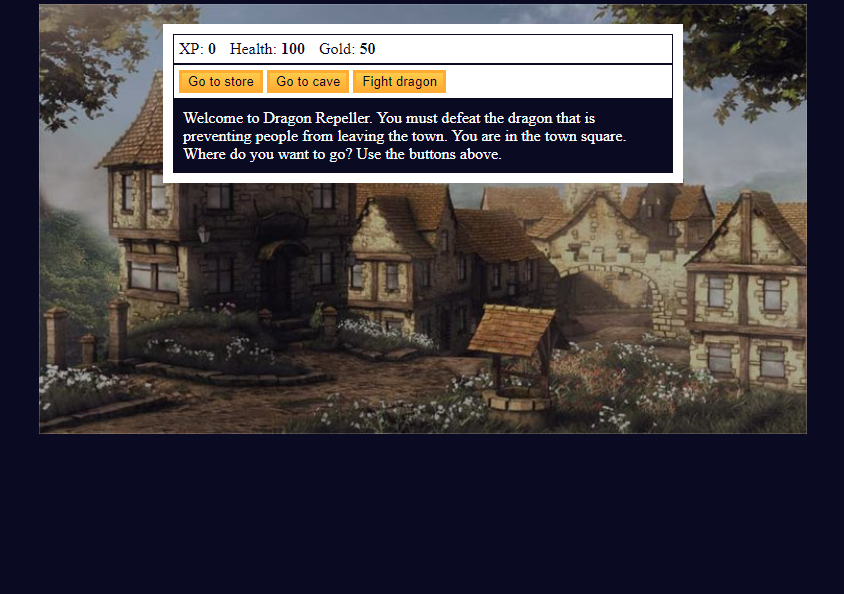 XP: 0 Health: 100 Gold: 50
Go to store Go to cave Fight dragon
Welcome to Dragon Repeller. You must defeat the dragon that is
preventing people from leaving the town. You are in the town square.
Where do you want to go? Use the buttons above.